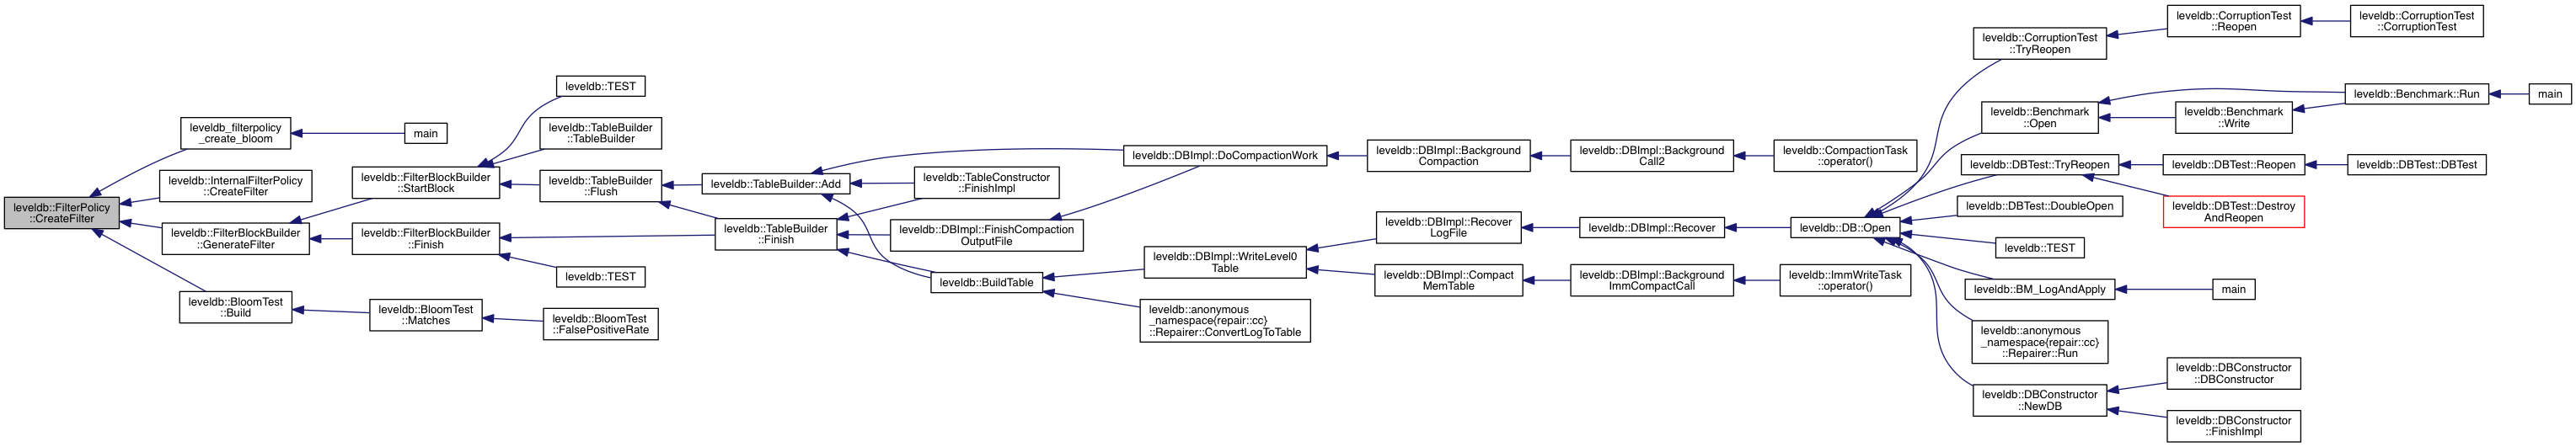 leveldb::FilterPolicy
::CreateFilter
leveldb_filterpolicy
_create_bloom
main
leveldb::InternalFilterPolicy
::CreateFilter
leveldb::FilterBlockBuilder
::GenerateFilter
leveldb::BloomTest
::Build
leveldb::FilterBlockBuilder
::StartBlock
leveldb::FilterBlockBuilder
::Finish
leveldb::BloomTest
::Matches
leveldb::TEST
leveldb::TableBuilder
::TableBuilder
leveldb::TableBuilder
::Flush
leveldb::TEST
leveldb::BloomTest
::FalsePositiveRate
leveldb::TableBuilder::Add
leveldb::TableBuilder
::Finish
leveldb::TableConstructor
::FinishImpl
leveldb::DBImpl::FinishCompaction
OutputFile
leveldb::BuildTable
leveldb::DBImpl::DoCompactionWork
leveldb::DBImpl::WriteLevel0
Table
leveldb::anonymous
_namespace{repair::cc}
::Repairer::ConvertLogToTable
leveldb::DBImpl::Background
Compaction
leveldb::DBImpl::Background
Call2
leveldb::CompactionTask
::operator()
leveldb::DBImpl::Recover
LogFile
leveldb::DBImpl::Recover
leveldb::DB::Open
leveldb::DBImpl::Compact
MemTable
leveldb::DBImpl::Background
ImmCompactCall
leveldb::ImmWriteTask
::operator()
leveldb::CorruptionTest
::TryReopen
leveldb::CorruptionTest
::Reopen
leveldb::CorruptionTest
::CorruptionTest
leveldb::Benchmark
::Open
leveldb::Benchmark
::Write
leveldb::Benchmark::Run
main
leveldb::DBTest::TryReopen
leveldb::DBTest::Reopen
leveldb::DBTest::DBTest
leveldb::DBTest::Destroy
AndReopen
leveldb::DBTest::DoubleOpen
leveldb::TEST
leveldb::BM_LogAndApply
main
leveldb::anonymous
_namespace{repair::cc}
::Repairer::Run
leveldb::DBConstructor
::NewDB
leveldb::DBConstructor
::DBConstructor
leveldb::DBConstructor
::FinishImpl